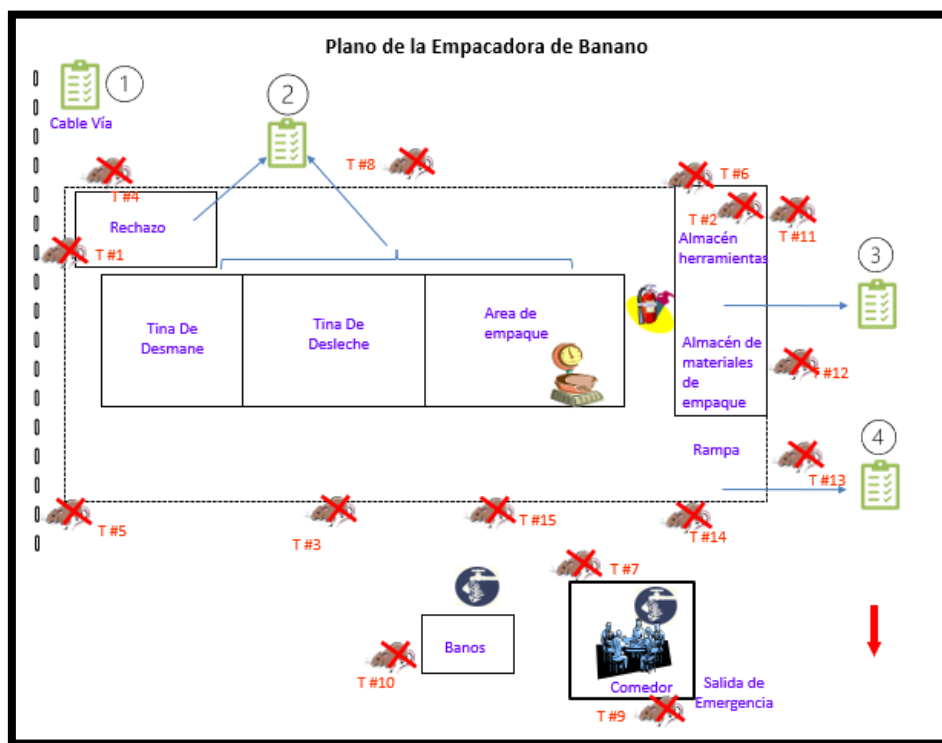 Plano de la Empacadora de Banano
1
2
Cable Vía
T #8
T #6
T #4
T #2
Rechazo
T #1
T #11
Almacén
herramientas
3
Tina De
Desmane
Tina De
Desleche
Area de
empaque
Almacén de
materiales
de
empaque
T #12
4
Rampa
T #13
T #5
T #3
T #15
T #14
T #7
Banos
T #10
Comedor
Salida de
Emergencia
T #9